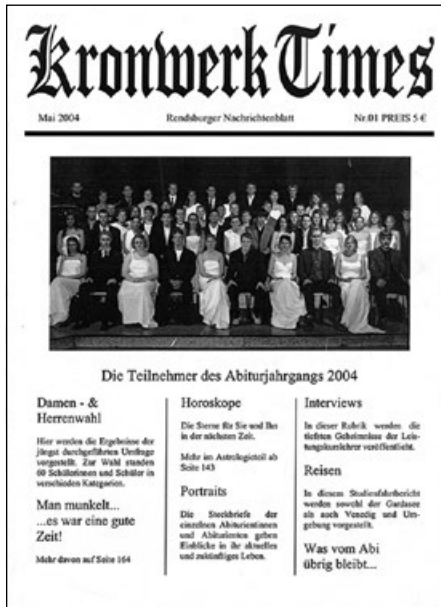 Kronwerk Times
Mai 2004 Rendsburger Nachrichtenblatt Nr.01 PREIS 5 €
Die Teilnehmer des Abiturjahrgangs 2004
Damen - &
Herrenwahl
Hier werden die Ergebnisse der
jüngst durchgeführten Umfrage
vorgestellt. Zur Wahl standen
60 Schülerinnen und Schüler in
verschieden Kategorien.
Man munkelt...
...es war eine gute
Zeit!
Mehr davon auf Seite 164
Horoskope
Die Sterne für Sie und Ihn
in der nächsten Zeit.
Mehr im Astrologieteil ab
Seite 143
Portraits
Die Steckbriefe der
einzelnen Abiturientinnen
und Abiturienten geben
Einblicke in ihr aktuelles
und zukünftiges Leben.
Interviews
In dieser Rubrik werden die
tiefsten Geheimnisse der Leis-
tungskurslehrer veröffentlicht.
Reisen
In diesem Studienfahrtbericht
werden sowohl der Gardasee
als auch Venedig und Um-
gebung vorgestellt.
Was vom Abi
übrig bleibt...